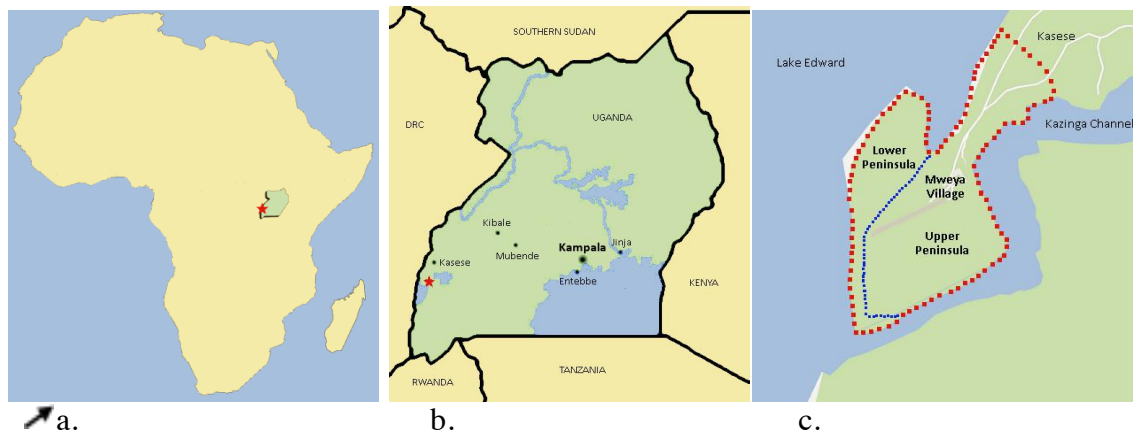 SOUTHERN SUDAN
DRC
UGANDA
Kibale
Mubende
Kasese
Kampala
Jinja
Entebbe
KENYA
RWANDA
TANZANIA
Kasese
Lake Edward
Kazinga Channel
Lower
Peninsula
Mweya
Village
Upper
Peninsula
a.
b.
c.